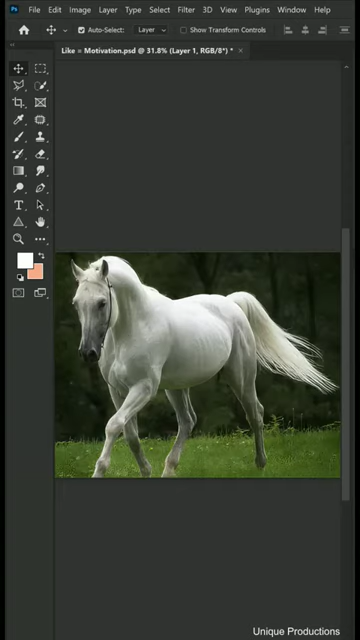 Ps File Edit Image Layer Type Select Filter 3D View Plugins Window Help
Auto-Select: Layer Show Transform Controls
Like = Motivation.psd @ 31.8% (Layer 1, RGB/8*) * ×
T
Unique Productions